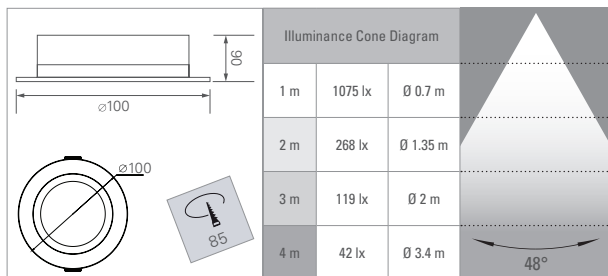 90
⌀100
⌀100
85
Illuminance Cone Diagram
1 m 1075 lx Ø 0.7 m
2 m 268 lx Ø 1.35 m
3 m 119 lx Ø 2 m
4 m 42 lx Ø 3.4 m
48°